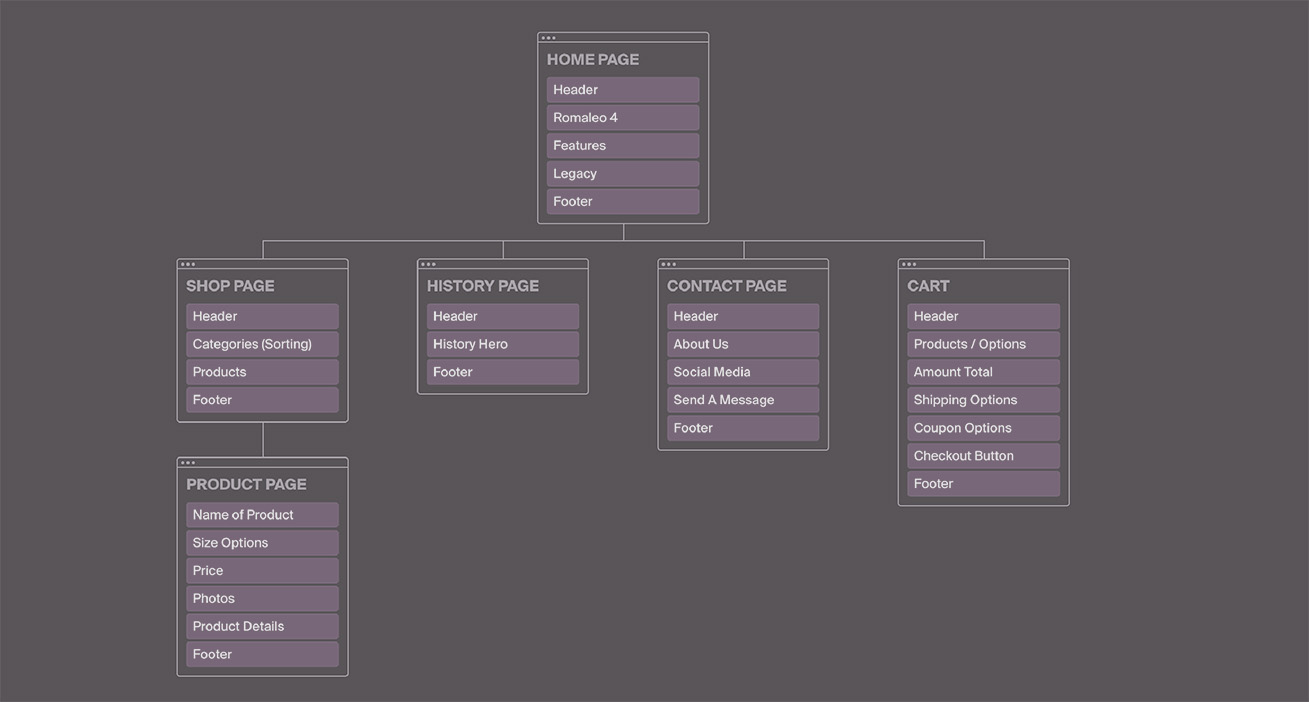 HOME PAGE
Header
Romaleo 4
Features
Legacy
Footer
SHOP PAGE
Header
Categories (Sorting)
Products
Footer
HISTORY PAGE
Header
History Hero
Footer
CONTACT PAGE
Header
About Us
Social Media
Send A Message
Footer
CART
Header
Products / Options
Amount Total
Shipping Options
Coupon Options
Checkout Button
Footer
PRODUCT PAGE
Name of Product
Size Options
Price
Photos
Product Details
Footer